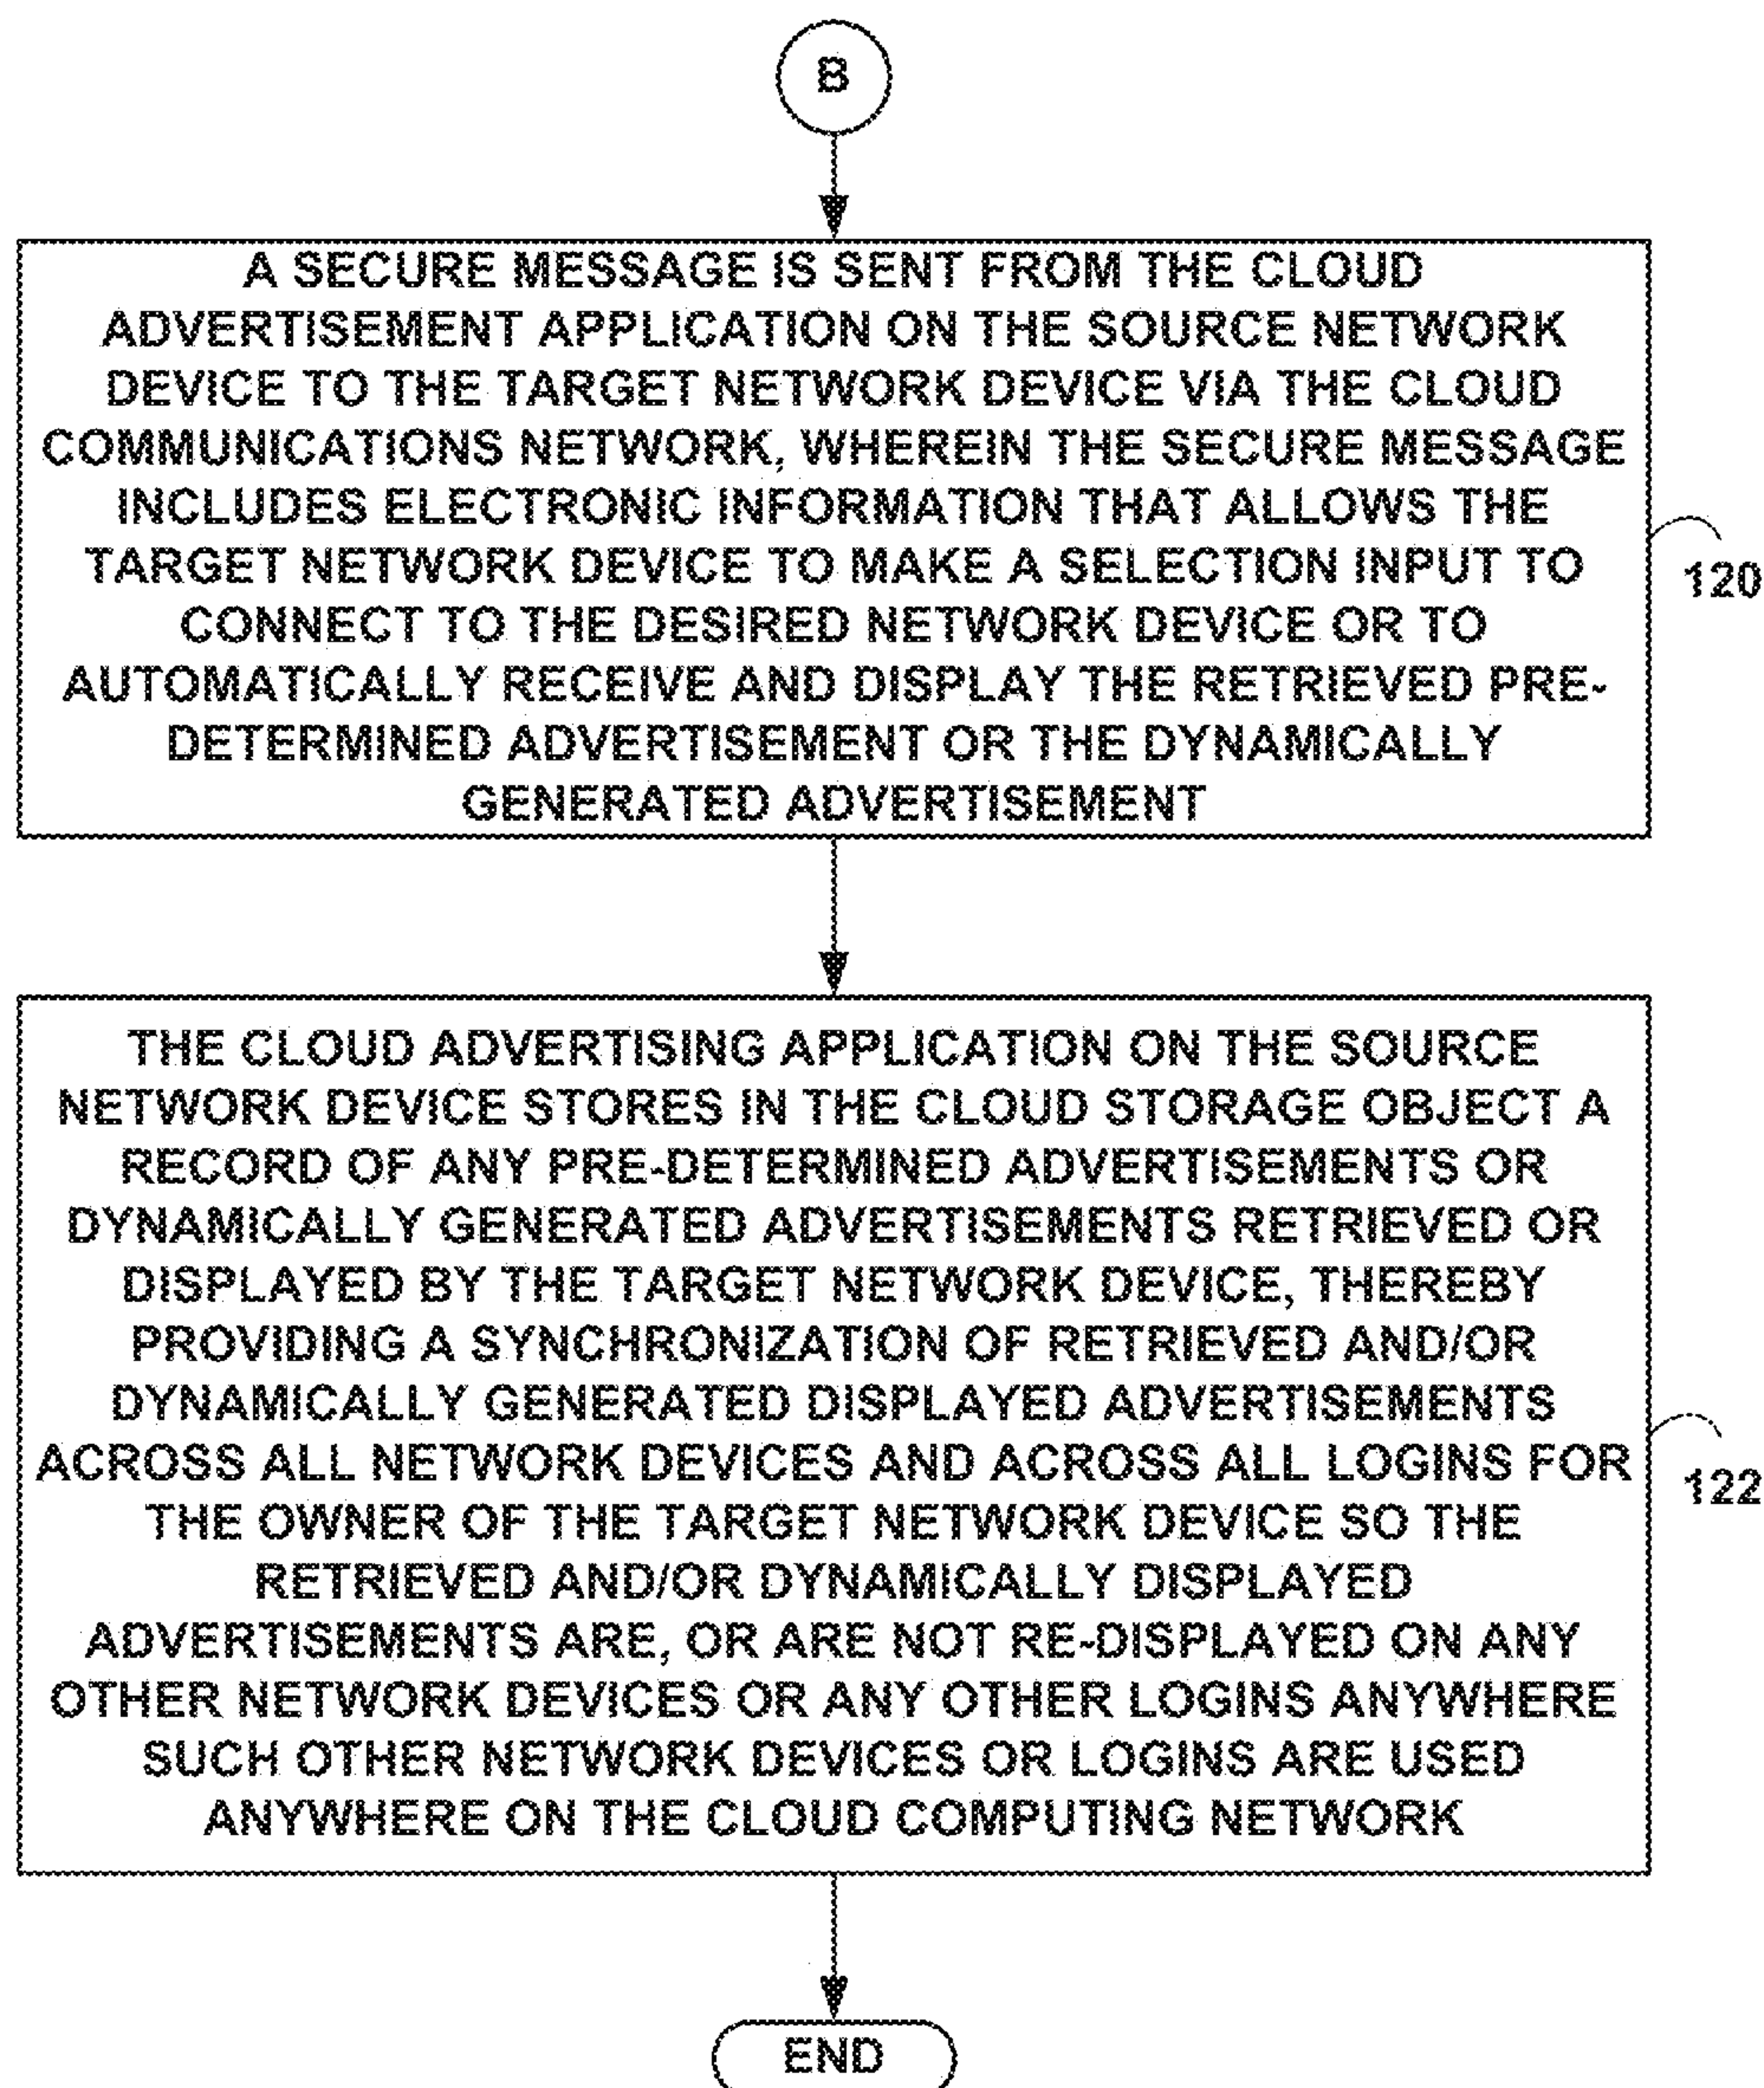 B
A SECURE MESSAGE IS SENT FROM THE CLOUD
ADVERTISEMENT APPLICATION ON THE SOURCE NETWORK
DEVICE TO THE TARGET NETWORK DEVICE VIA THE CLOUD
COMMUNICATIONS NETWORK, WHEREIN THE SECURE MESSAGE
INCLUDES ELECTRONIC INFORMATION THAT ALLOWS THE
TARGET NETWORK DEVICE TO MAKE A SELECTION INPUT TO
CONNECT TO THE DESIRED NETWORK DEVICE OR TO
AUTOMATICALLY RECEIVE AND DISPLAY THE RETRIEVED PRE-
DETERMINED ADVERTISEMENT OR THE DYNAMICALLY
GENERATED ADVERTISEMENT
120
THE CLOUD ADVERTISING APPLICATION ON THE SOURCE
NETWORK DEVICE STORES IN THE CLOUD STORAGE OBJECT A
RECORD OF ANY PRE-DETERMINED ADVERTISEMENTS OR
DYNAMICALLY GENERATED ADVERTISEMENTS RETRIEVED OR
DISPLAYED BY THE TARGET NETWORK DEVICE, THEREBY
PROVIDING A SYNCHRONIZATION OF RETRIEVED AND/OR
DYNAMICALLY GENERATED DISPLAYED ADVERTISEMENTS
ACROSS ALL NETWORK DEVICES AND ACROSS ALL LOGINS FOR
THE OWNER OF THE TARGET NETWORK DEVICE SO THE
RETRIEVED AND/OR DYNAMICALLY DISPLAYED
ADVERTISEMENTS ARE, OR ARE NOT RE-DISPLAYED ON ANY
OTHER NETWORK DEVICES OR ANY OTHER LOGINS ANYWHERE
SUCH OTHER NETWORK DEVICES OR LOGINS ARE USED
ANYWHERE ON THE CLOUD COMPUTING NETWORK
122
END